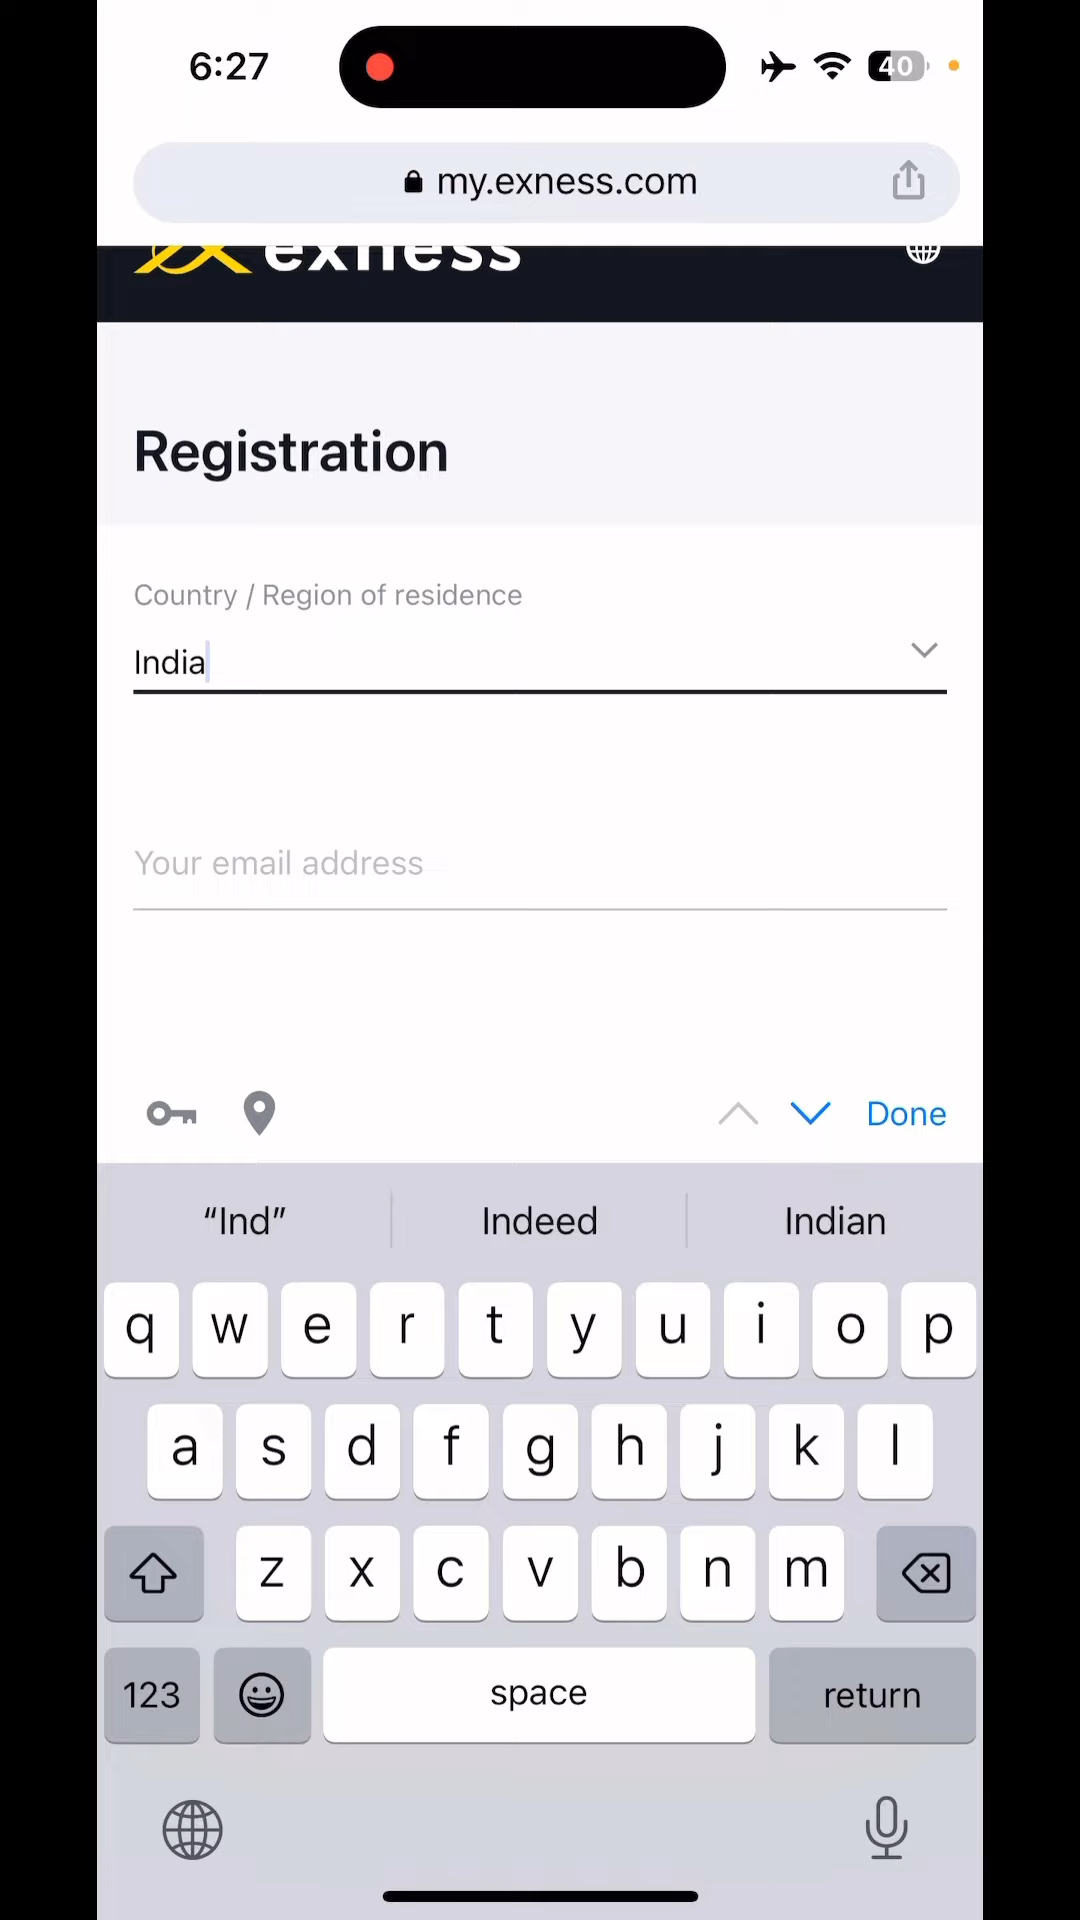 6:27
40
my.exness.com
exness
Registration
Country / Region of residence
India
Your email address
Done
“Ind”
Indeed
Indian
q w e r t y u i o p
a s d f g h j k l
z x c v b n m
123
space
return